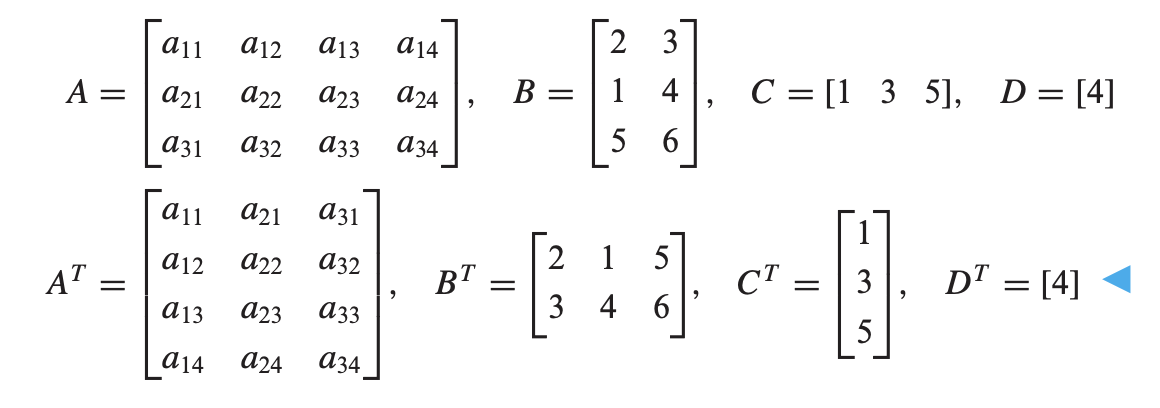 A = [a11 a12 a13 a14; a21 a22 a23 a24; a31 a32 a33 a34], B = [2 3; 1 4; 5 6], C = [1 3 5], D = [4]
A^T = [a11 a21 a31; a12 a22 a32; a13 a23 a33; a14 a24 a34], B^T = [2 1 5; 3 4 6], C^T = [1; 3; 5], D^T = [4] ◀